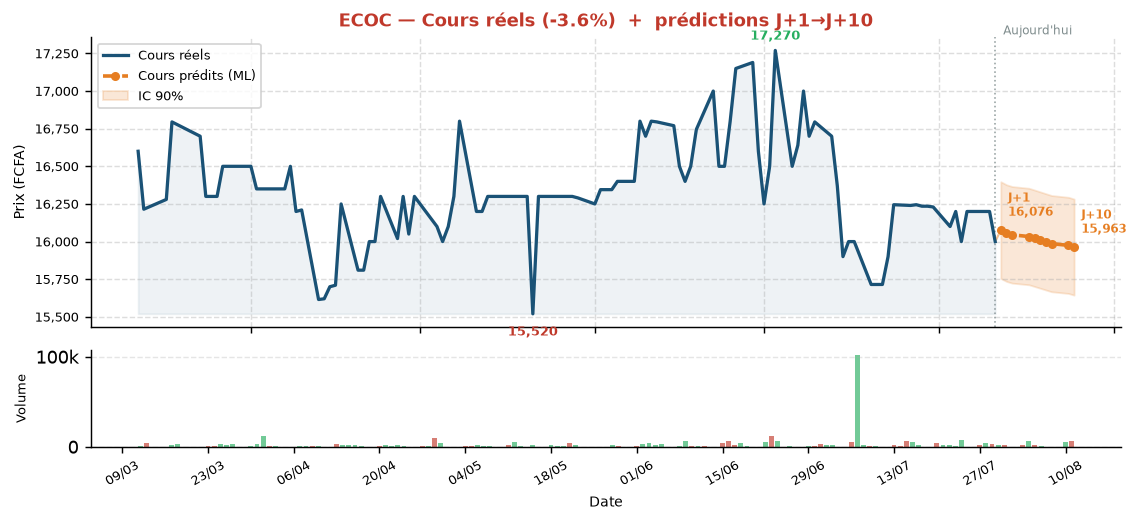 ECOC — Cours réels (-3.6%)  +  prédictions J+1→J+10
Aujourd'hui
17,270
Cours réels
Cours prédits (ML)
IC 90%
17,250
17,000
16,750
16,500
16,250
16,000
15,750
15,500
Prix (FCFA)
J+1
16,076
J+10
15,963
15,520
100k
0
Volume
09/03
23/03
06/04
20/04
04/05
18/05
01/06
15/06
29/06
13/07
27/07
10/08
Date